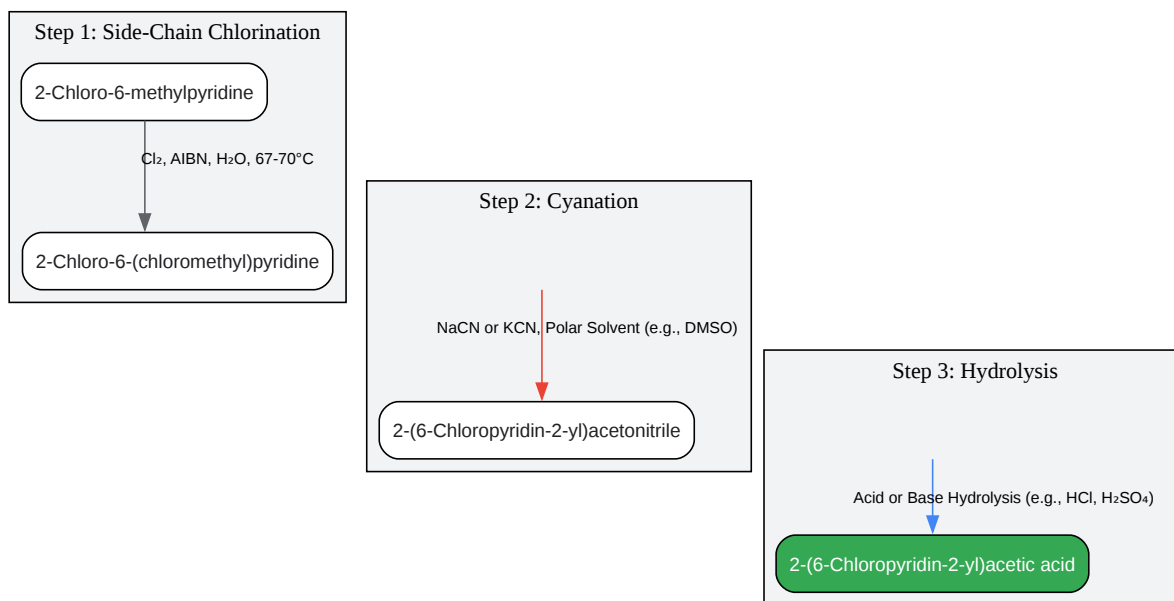 Step 1: Side-Chain Chlorination
2-Chloro-6-methylpyridine
Cl₂, AIBN, H₂O, 67-70°C
2-Chloro-6-(chloromethyl)pyridine
Step 2: Cyanation
NaCN or KCN, Polar Solvent (e.g., DMSO)
2-(6-Chloropyridin-2-yl)acetonitrile
Step 3: Hydrolysis
Acid or Base Hydrolysis (e.g., HCl, H₂SO₄)
2-(6-Chloropyridin-2-yl)acetic acid